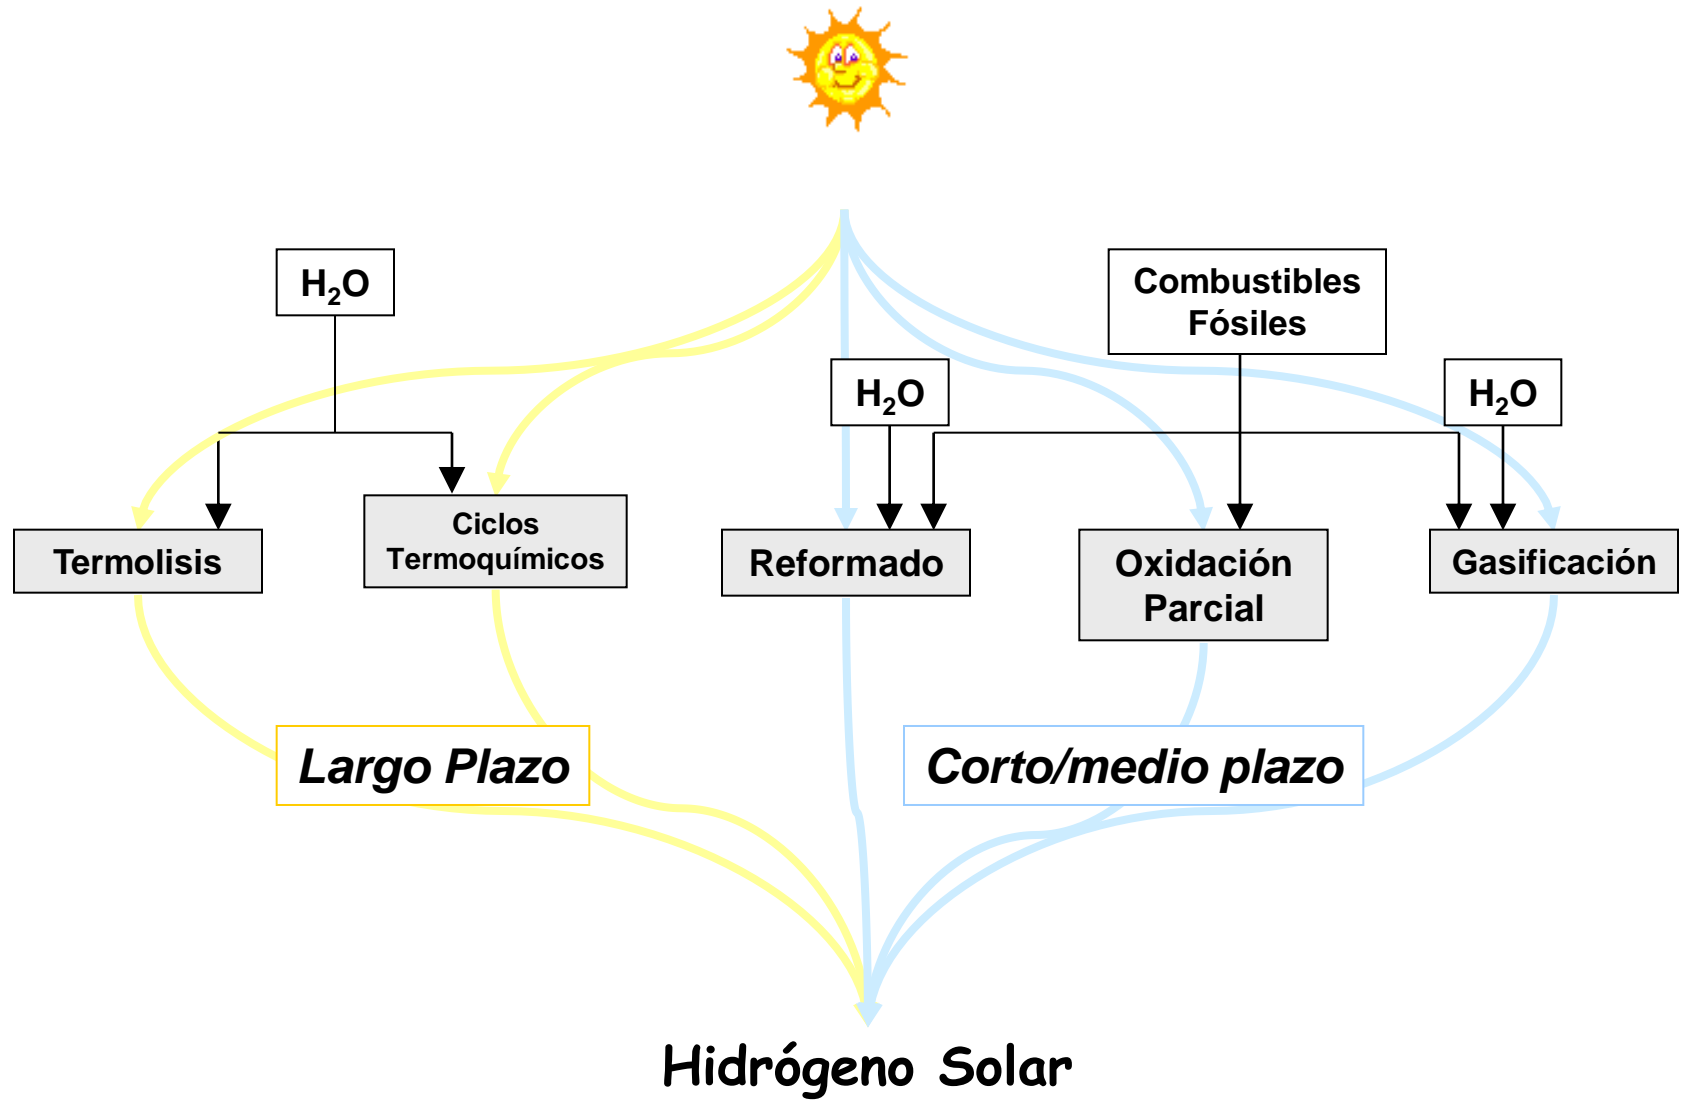 H₂O
Combustibles
Fósiles
H₂O
H₂O
Termolisis
Ciclos
Termoquímicos
Reformado
Oxidación
Parcial
Gasificación
Largo Plazo
Corto/medio plazo
Hidrógeno Solar